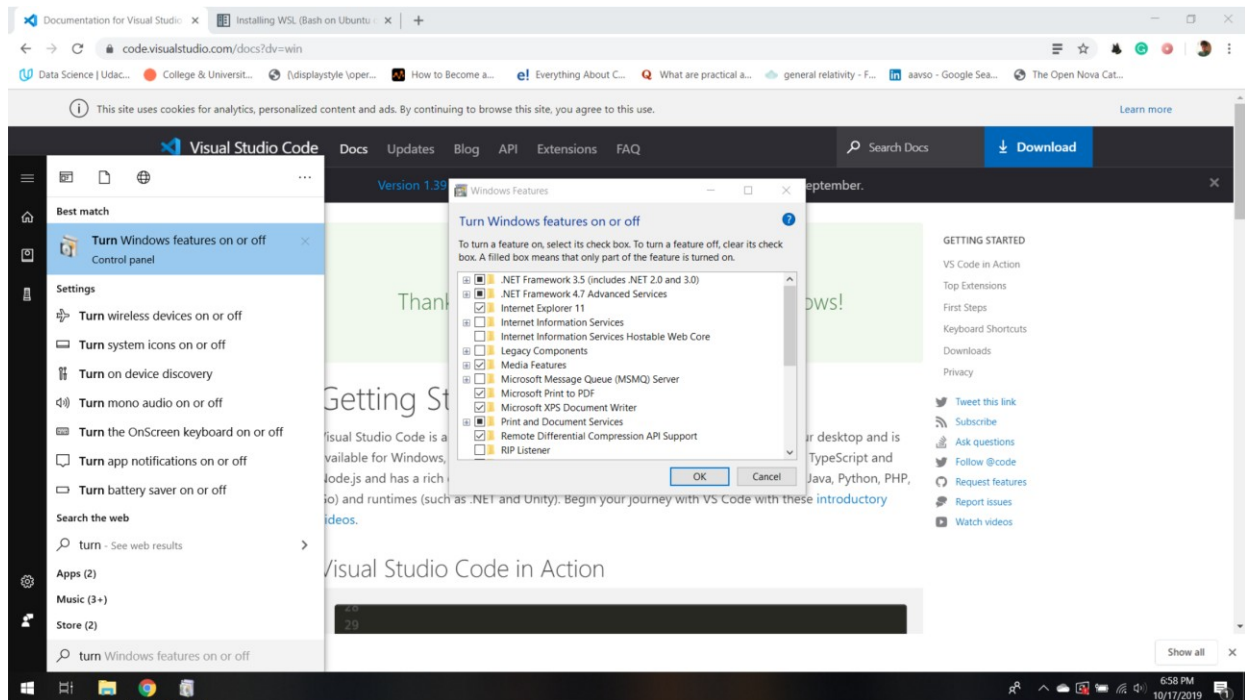 Documentation for Visual Studio
Installing WSL (Bash on Ubuntu
code.visualstudio.com/docs?dv=win
Data Science | Udac...
College & Universit...
(\displaystyle \oper...
How to Become a...
Everything About C...
What are practical a...
general relativity - F...
aavso - Google Sea...
The Open Nova Cat...
This site uses cookies for analytics, personalized content and ads. By continuing to browse this site, you agree to this use.
Learn more
Visual Studio Code
Docs
Updates
Blog
API
Extensions
FAQ
Search Docs
Download
Version 1.39
eptember.
Best match
Turn Windows features on or off
Control panel
Settings
Turn wireless devices on or off
Turn system icons on or off
Turn on device discovery
Turn mono audio on or off
Turn the OnScreen keyboard on or off
Turn app notifications on or off
Turn battery saver on or off
Search the web
turn - See web results
Apps (2)
Music (3+)
Store (2)
turn Windows features on or off
Windows Features
Turn Windows features on or off
To turn a feature on, select its check box. To turn a feature off, clear its check
box. A filled box means that only part of the feature is turned on.
.NET Framework 3.5 (includes .NET 2.0 and 3.0)
.NET Framework 4.7 Advanced Services
Internet Explorer 11
Internet Information Services
Internet Information Services Hostable Web Core
Legacy Components
Media Features
Microsoft Message Queue (MSMQ) Server
Microsoft Print to PDF
Microsoft XPS Document Writer
Print and Document Services
Remote Differential Compression API Support
RIP Listener
OK
Cancel
Thank
ows!
Getting St
Visual Studio Code is a
ur desktop and is
vailable for Windows,
TypeScript and
Node.js and has a rich
Java, Python, PHP,
Go) and runtimes (such as .NET and Unity). Begin your journey with VS Code with these introductory
ideos.
Visual Studio Code in Action
28
29
GETTING STARTED
VS Code in Action
Top Extensions
First Steps
Keyboard Shortcuts
Downloads
Privacy
Tweet this link
Subscribe
Ask questions
Follow @code
Request features
Report issues
Watch videos
Show all
6:58 PM
10/17/2019